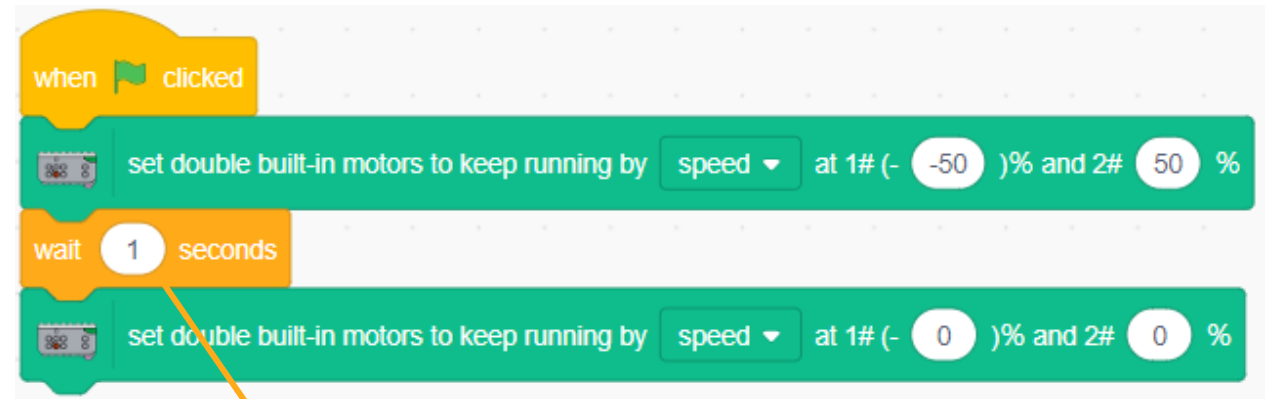 when clicked
set double built-in motors to keep running by speed at 1# (- -50 )% and 2# 50 %
wait 1 seconds
set double built-in motors to keep running by speed at 1# (- 0 )% and 2# 0 %